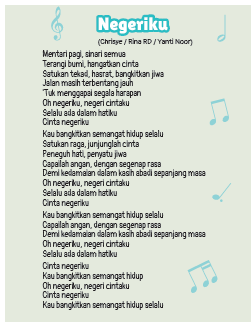 Negeriku
(Chrisye / Rina RD / Yanti Noor)
Mentari pagi, sinari semua
Terangi bumi, hangatkan cinta
Satukan tekad, hasrat, bangkitkan jiwa
Jalan masih terbentang jauh
'Tuk menggapai segala harapan
Oh negeriku, negeri cintaku
Selalu ada dalam hatiku
Cinta negeriku
Kau bangkitkan semangat hidup selalu
Satukan raga, junjunglah cinta
Peneguh hati, penyatu jiwa
Capailah angan, dengan segenap rasa
Demi kedamaian dalam kasih abadi sepanjang masa
Oh negeriku, negeri cintaku
Selalu ada dalam hatiku
Cinta negeriku
Kau bangkitkan semangat hidup selalu
Capailah angan, dengan segenap rasa
Demi kedamaian dalam kasih abadi sepanjang masa
Oh negeriku, negeri cintaku
Selalu ada dalam hatiku
Cinta negeriku
Kau bangkitkan semangat hidup
Oh negeriku, negeri cintaku
Cinta negeriku
Kau bangkitkan semangat hidup selalu